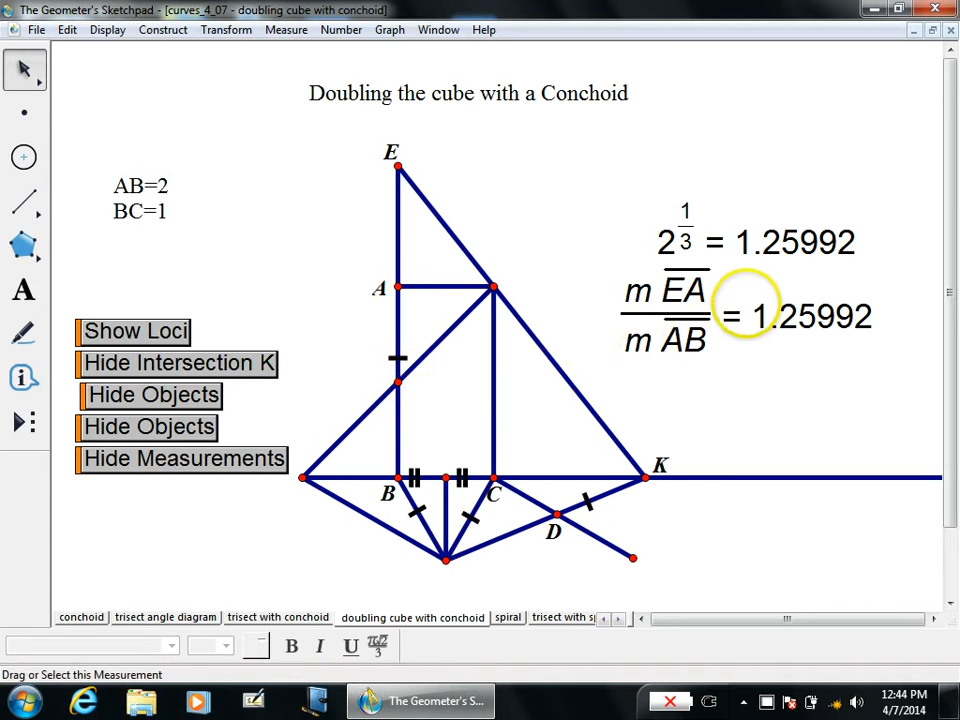 The Geometer's Sketchpad - [curves_4_07 - doubling cube with conchoid]
File Edit Display Construct Transform Measure Number Graph Window Help
Doubling the cube with a Conchoid
E
AB=2
BC=1
2^1/3 = 1.25992
m EA / m AB = 1.25992
A
Show Loci
Hide Intersection K
Hide Objects
Hide Objects
Hide Measurements
K
B
C
D
conchoid trisect angle diagram trisect with conchoid doubling cube with conchoid spiral trisect with sp
B I U π√2/3
Drag or Select this Measurement
The Geometer's S...
12:44 PM
4/7/2014